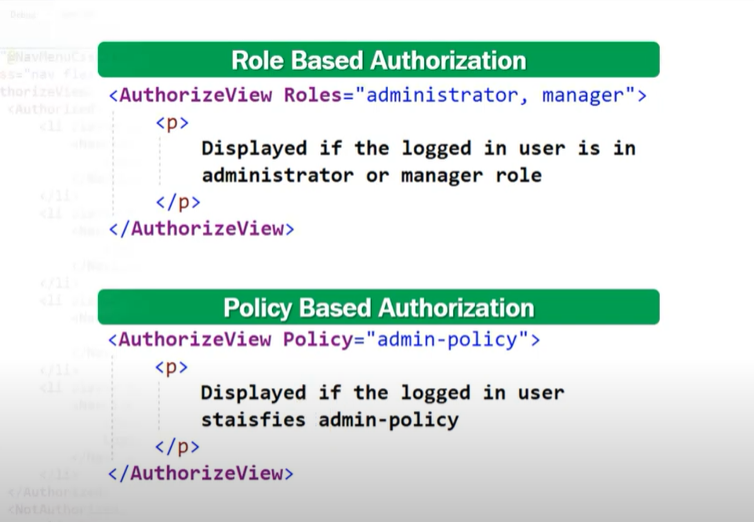 Role Based Authorization
<AuthorizeView Roles="administrator, manager">
<p>
Displayed if the logged in user is in
administrator or manager role
</p>
</AuthorizeView>
Policy Based Authorization
<AuthorizeView Policy="admin-policy">
<p>
Displayed if the logged in user
staisfies admin-policy
</p>
</AuthorizeView>